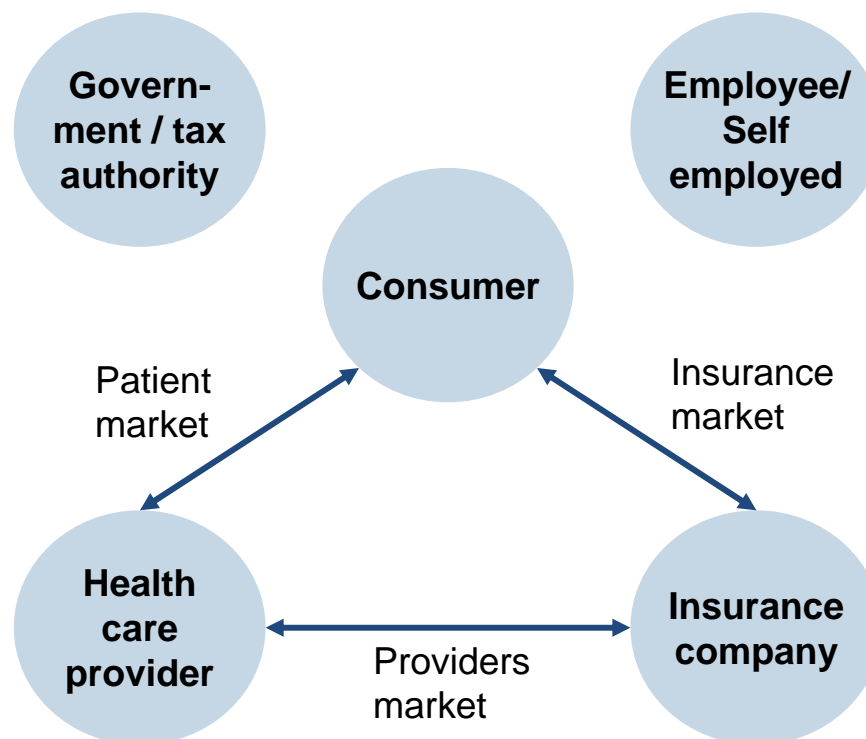 Govern-
ment / tax
authority
Employee/
Self
employed
Consumer
Patient
market
Insurance
market
Health
care
provider
Providers
market
Insurance
company